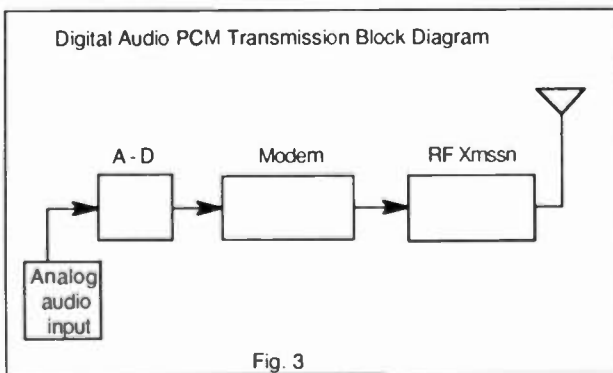 Digital Audio PCM Transmission Block Diagram
A - D
Modem
RF Xmssn
Analog
audio
input
Fig. 3